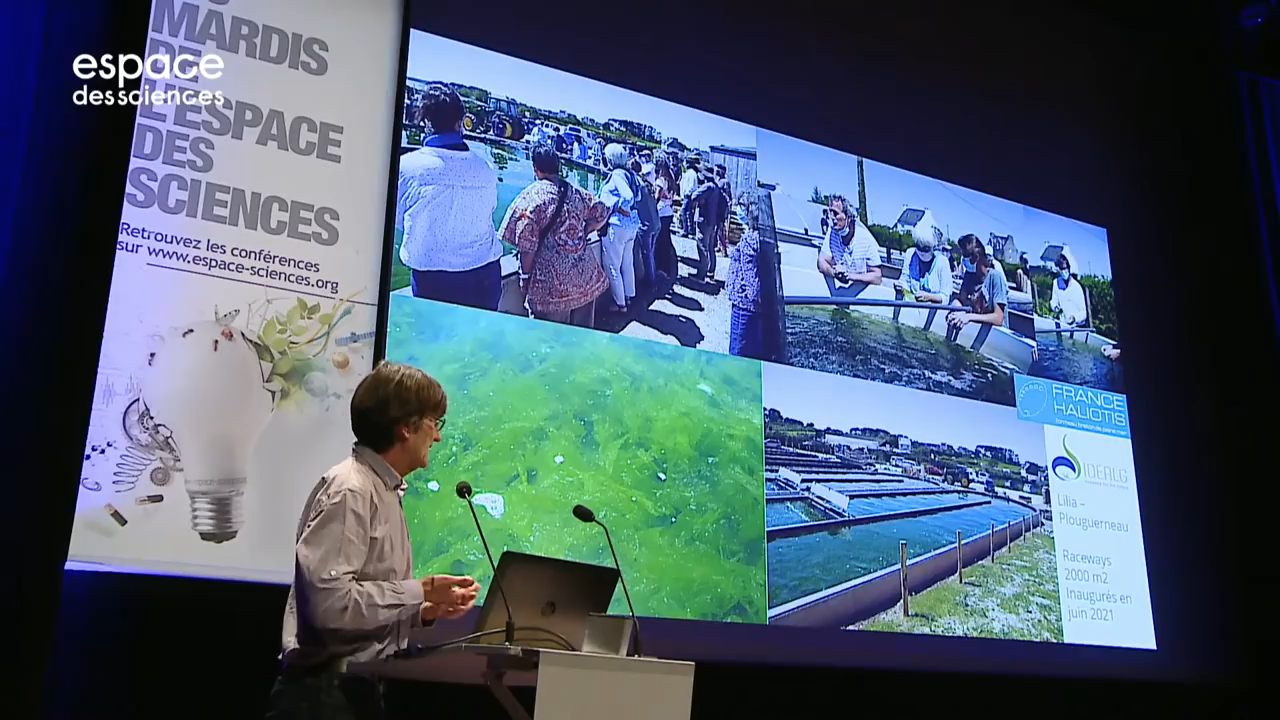 MARDIS
DE
L'ESPACE
DES
SCIENCES
Retrouvez les conférences
sur www.espace-sciences.org
espace
des sciences
FRANCE
HALIOTIS
IDEALG
Lilia –
Plouguerneau
Raceways
2000 m2
Inaugurés en
juin 2021